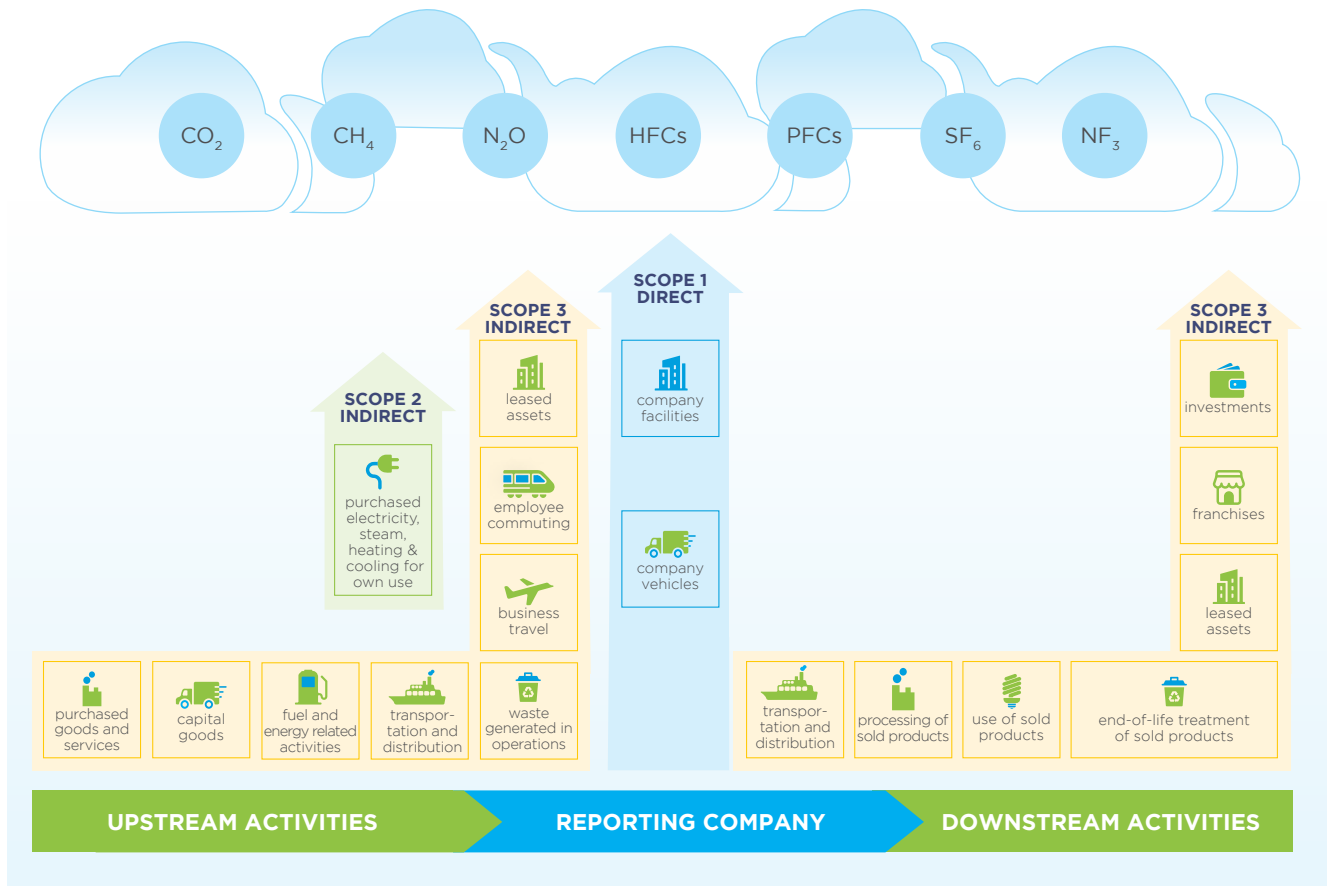 CO₂
CH₄
N₂O
HFCs
PFCs
SF₆
NF₃
SCOPE 2
INDIRECT
purchased
electricity,
steam,
heating &
cooling for
own use
SCOPE 3
INDIRECT
leased
assets
employee
commuting
business
travel
purchased
goods and
services
capital
goods
fuel and
energy related
activities
transpor-
tation and
distribution
waste
generated in
operations
SCOPE 1
DIRECT
company
facilities
company
vehicles
SCOPE 3
INDIRECT
investments
franchises
leased
assets
transpor-
tation and
distribution
processing of
sold products
use of sold
products
end-of-life treatment
of sold products
UPSTREAM ACTIVITIES
REPORTING COMPANY
DOWNSTREAM ACTIVITIES